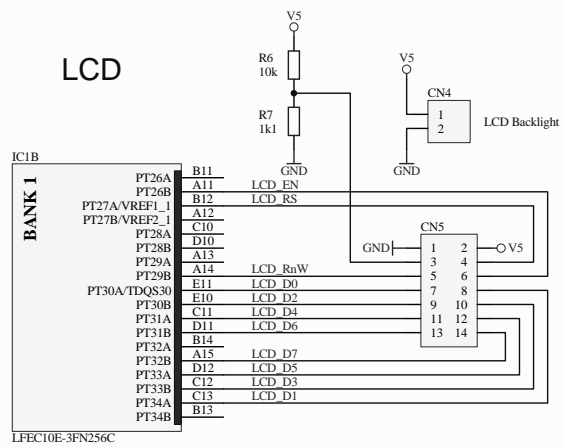 LCD
V5
R6
10k
R7
1k1
GND
V5
CN4
1
2
LCD Backlight
GND
IC1B
BANK 1
PT26A B11
PT26B A11 LCD_EN
PT27A/VREF1_1 B12 LCD_RS
PT27B/VREF2_1 A12
PT28A C10
PT28B D10
PT29A A13
PT29B A14 LCD_RnW
PT30A/TDQS30 E11 LCD_D0
PT30B E10 LCD_D2
PT31A C11 LCD_D4
PT31B D11 LCD_D6
PT32A B14
PT32B A15 LCD_D7
PT33A D12 LCD_D5
PT33B C12 LCD_D3
PT34A C13 LCD_D1
PT34B B13
LFEC10E-3FN256C
CN5
GND 1 2 V5
3 4
5 6
7 8
9 10
11 12
13 14